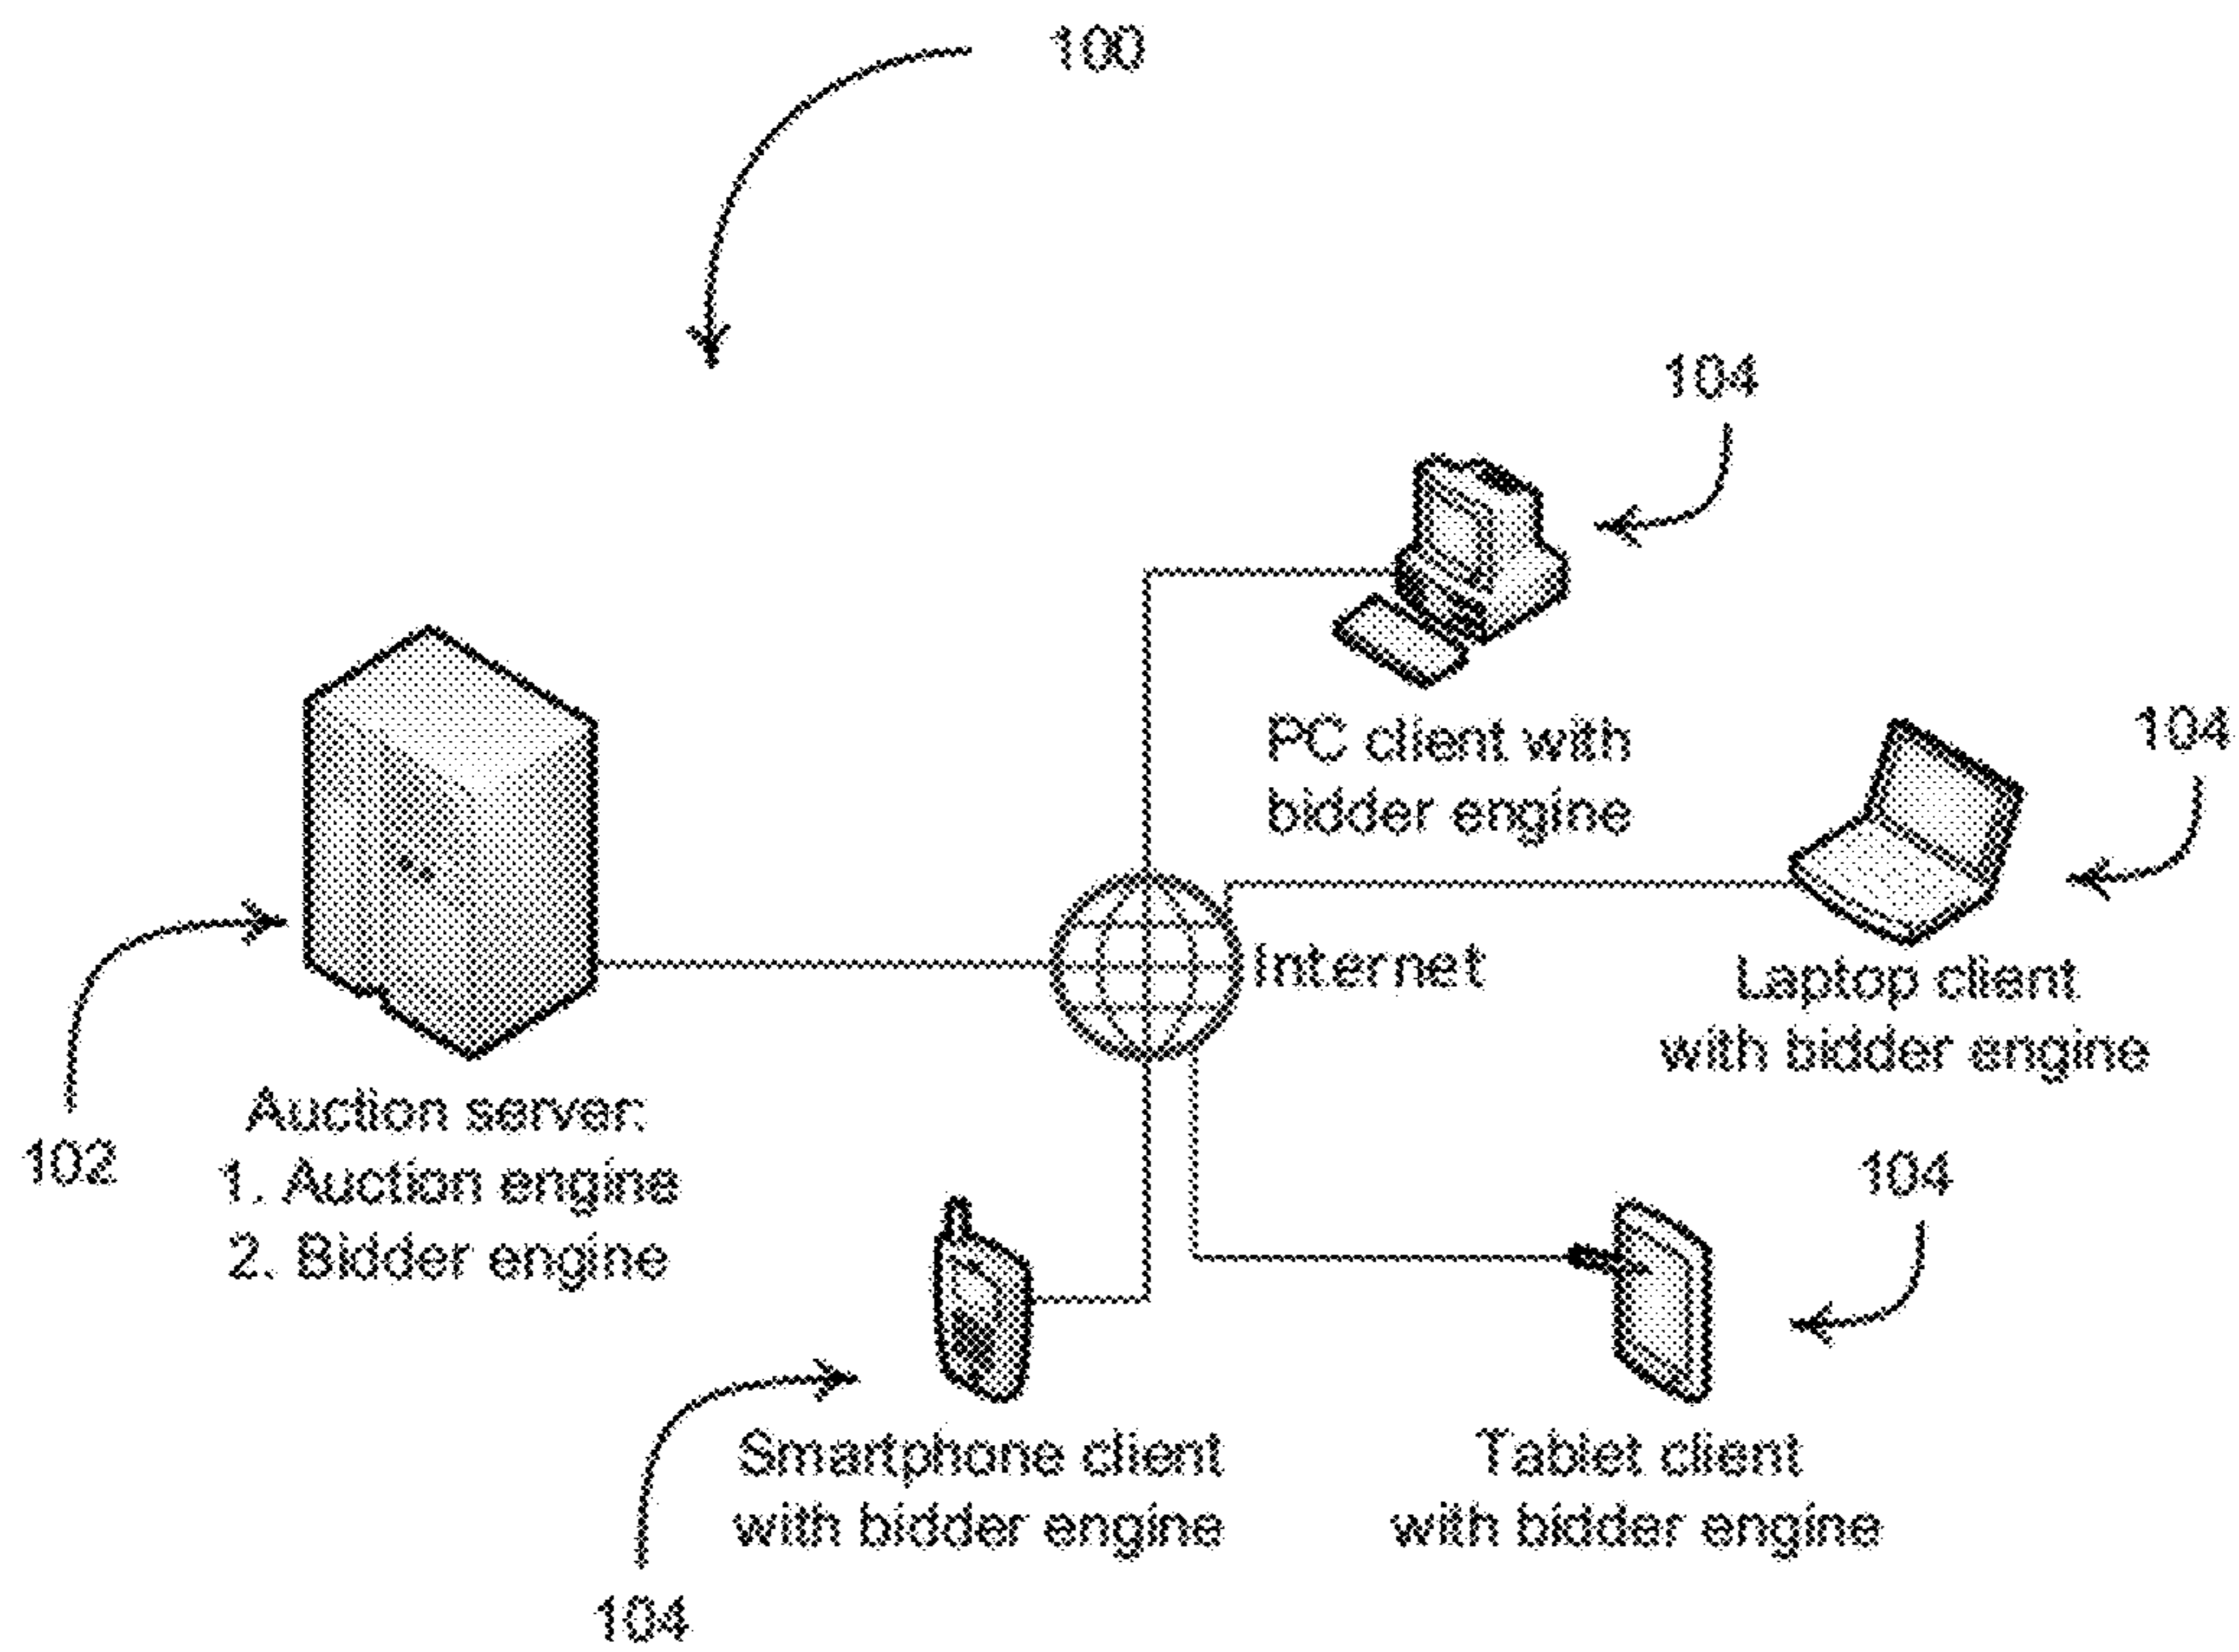 100
104
PC client with
bidder engine
104
Internet
Laptop client
with bidder engine
102
Auction server:
1. Auction engine
2. Bidder engine
104
Smartphone client
with bidder engine
104
Tablet client
with bidder engine